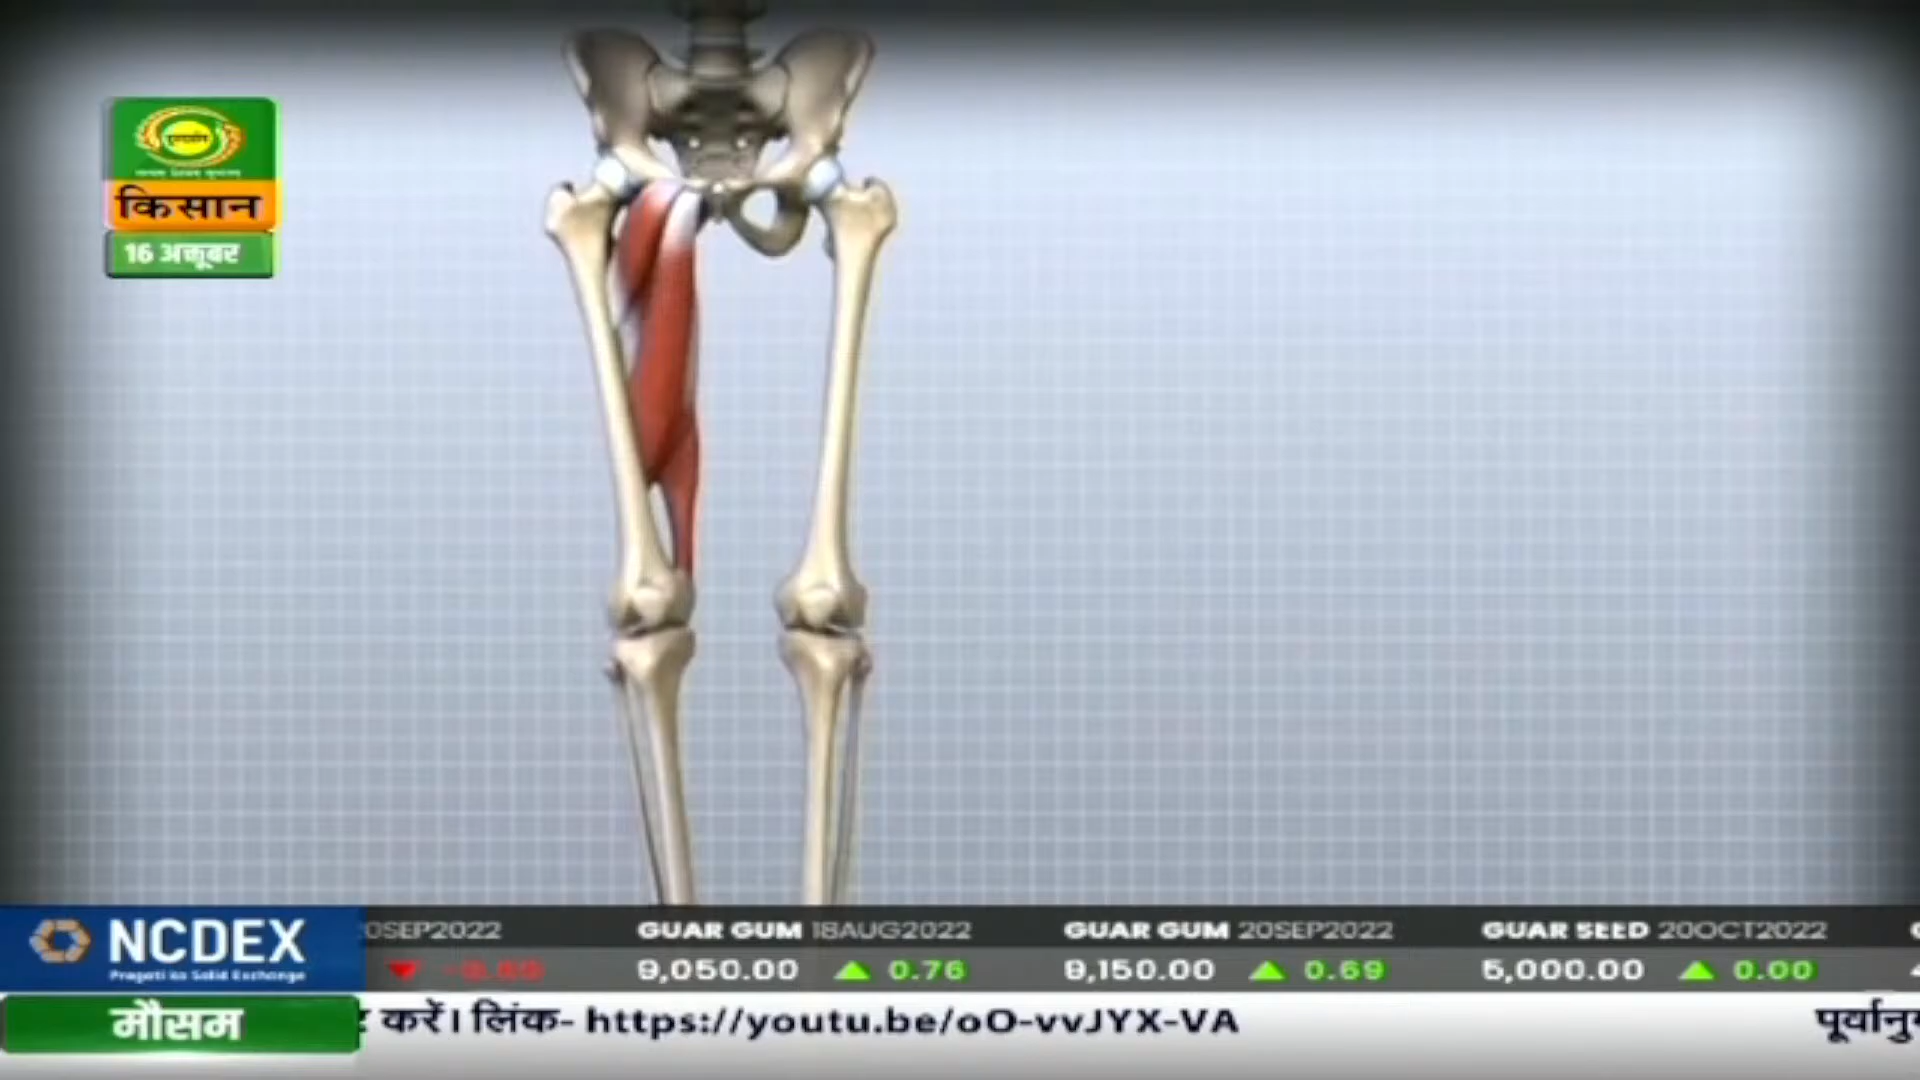 किसान
16 अक्टूबर
NCDEX
Pragati ka Solid Exchange
0SEP2022
GUAR GUM 18AUG2022
9,050.00 ▲ 0.76
GUAR GUM 20SEP2022
9,150.00 ▲ 0.69
GUAR SEED 20OCT2022
5,000.00 ▲ 0.00
मौसम
करें। लिंक- https://youtu.be/oO-vvJYX-VA
पूर्वानु